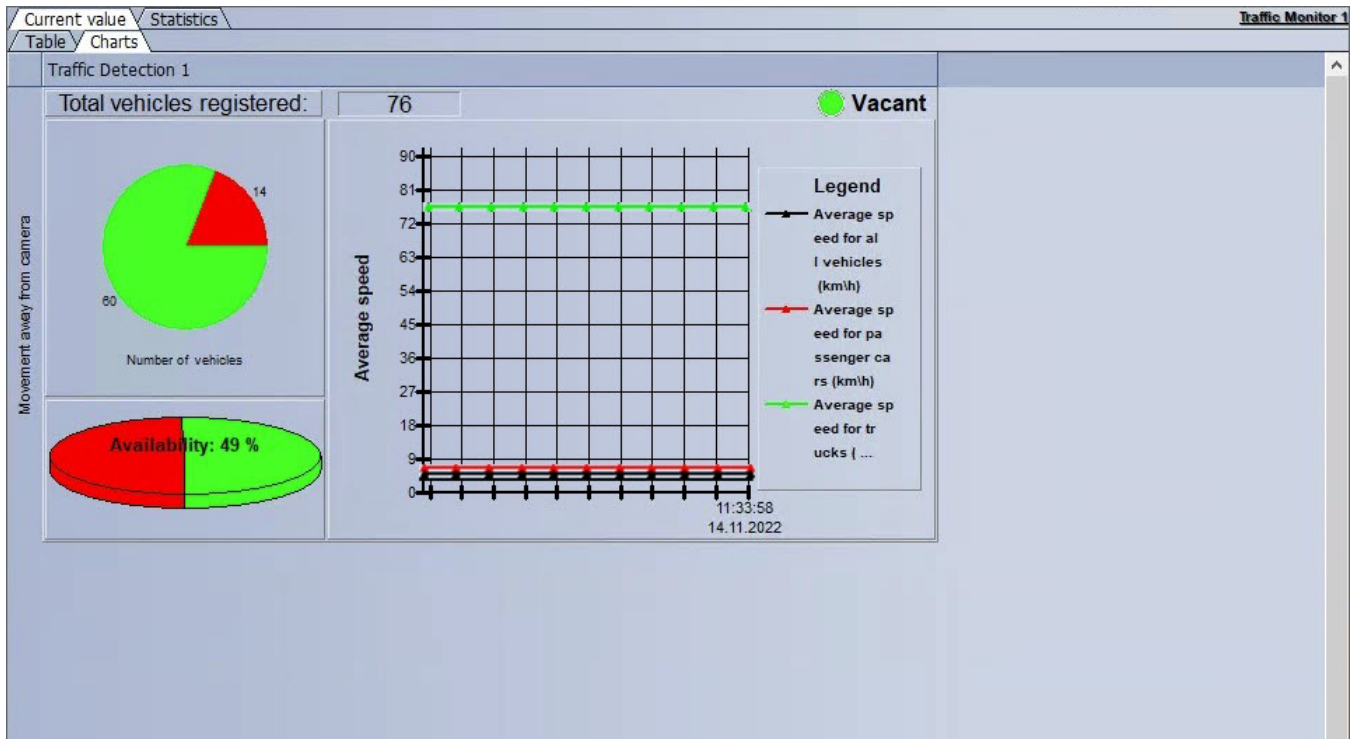 Current value
Statistics
Traffic Monitor 1
Table
Charts
Traffic Detection 1
Total vehicles registered:
76
Vacant
Movement away from camera
14
60
Number of vehicles
Availability: 49 %
Average speed
90
81
72
63
54
45
36
27
18
9
0
11:33:58
14.11.2022
Legend
Average sp
eed for al
l vehicles
(km\h)
Average sp
eed for pa
ssenger ca
rs (km\h)
Average sp
eed for tr
ucks ( ...